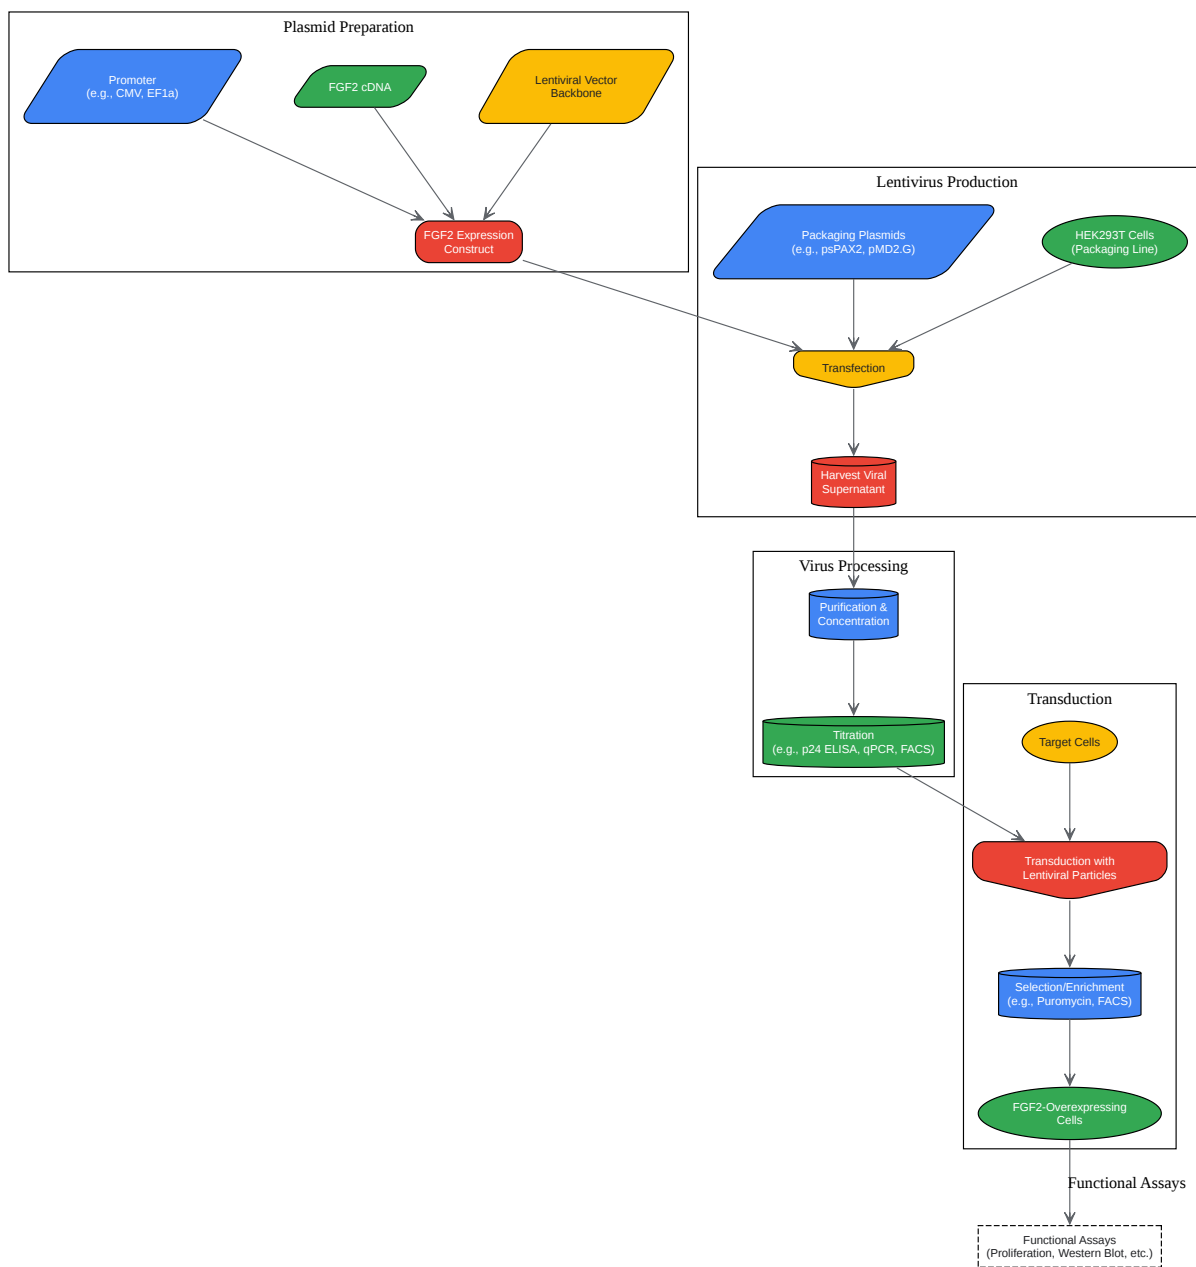 Plasmid Preparation
Promoter
(e.g., CMV, EF1a)
FGF2 cDNA
Lentiviral Vector
Backbone
FGF2 Expression
Construct
Lentivirus Production
Packaging Plasmids
(e.g., psPAX2, pMD2.G)
HEK293T Cells
(Packaging Line)
Transfection
Harvest Viral
Supernatant
Virus Processing
Purification &
Concentration
Titration
(e.g., p24 ELISA, qPCR, FACS)
Transduction
Target Cells
Transduction with
Lentiviral Particles
Selection/Enrichment
(e.g., Puromycin, FACS)
FGF2-Overexpressing
Cells
Functional Assays
Functional Assays
(Proliferation, Western Blot, etc.)